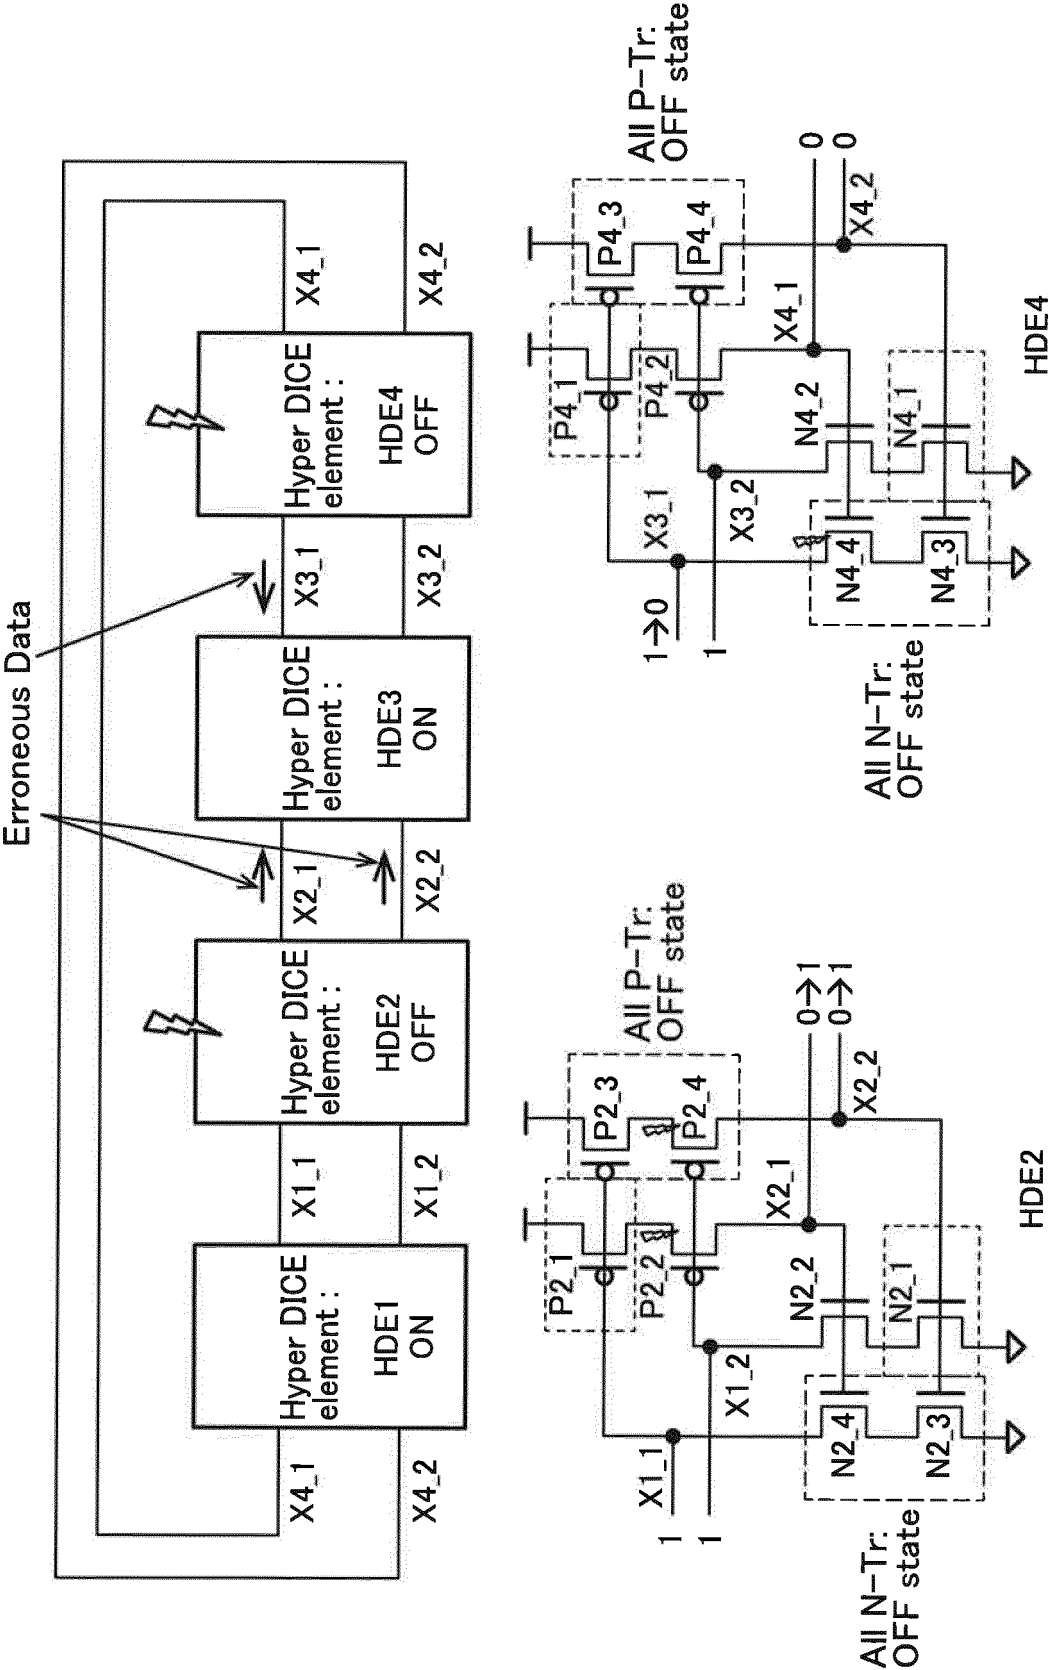 Erroneous Data
X4_1
X4_2
Hyper DICE
element :
HDE1
ON
X1_1
X1_2
Hyper DICE
element :
HDE2
OFF
X2_1
X2_2
Hyper DICE
element :
HDE3
ON
X3_1
X3_2
Hyper DICE
element :
HDE4
OFF
X4_1
X4_2
All P-Tr:
OFF state
P2_1
P2_3
P2_2
P2_4
X1_1
1
X1_2
1
X2_1
0→1
0→1
X2_2
N2_2
N2_1
N2_4
N2_3
All N-Tr:
OFF state
HDE2
All P-Tr:
OFF state
P4_1
P4_3
P4_2
P4_4
X3_1
1→0
X3_2
1
X4_1
0
0
X4_2
N4_2
N4_1
N4_4
N4_3
All N-Tr:
OFF state
HDE4